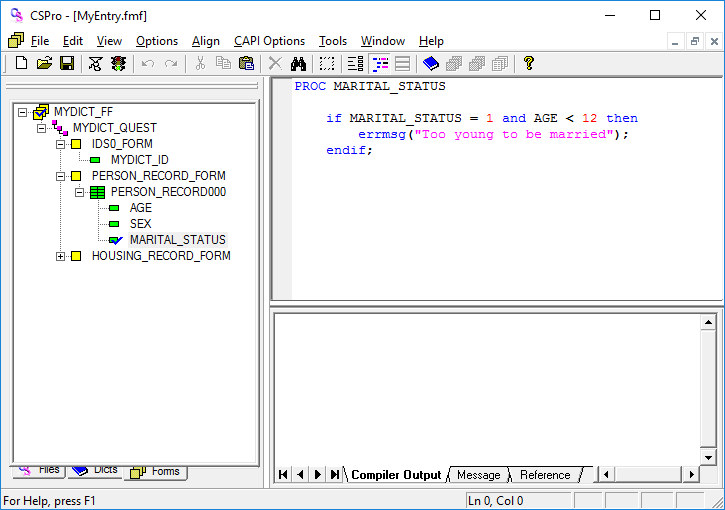 CSPro - [MyEntry.fmf]
File Edit View Options Align CAPI Options Tools Window Help
MYDICT_FF
MYDICT_QUEST
IDS0_FORM
MYDICT_ID
PERSON_RECORD_FORM
PERSON_RECORD000
AGE
SEX
MARITAL_STATUS
HOUSING_RECORD_FORM
Files Dicts Forms
PROC MARITAL_STATUS
if MARITAL_STATUS = 1 and AGE < 12 then
errmsg("Too young to be married");
endif;
Compiler Output Message Reference
For Help, press F1
Ln 0, Col 0